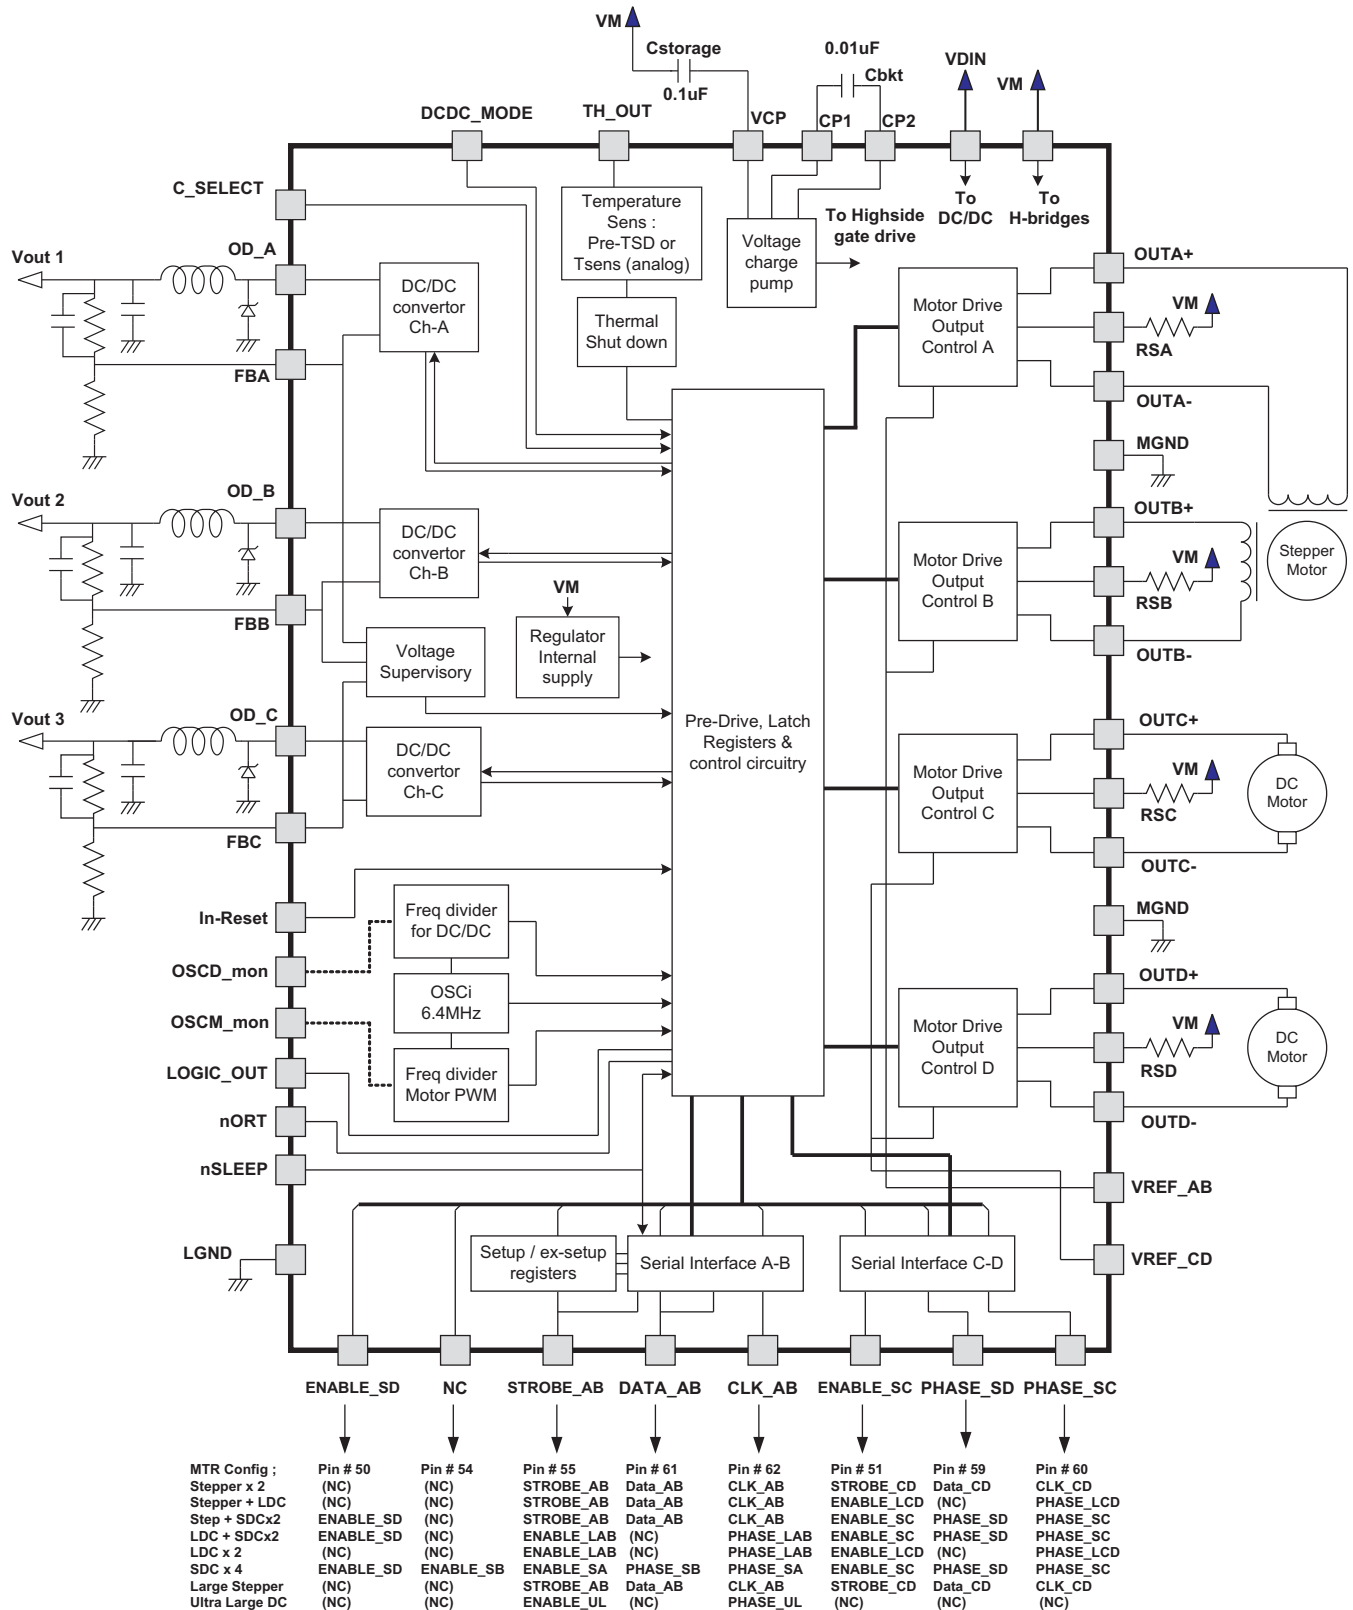 VM
Cstorage
0.1uF
0.01uF
Cbkt
VDIN
VM
DCDC_MODE
TH_OUT
VCP
CP1
CP2
C_SELECT
To
DC/DC
To
H-bridges
Temperature
Sens :
Pre-TSD or
Tsens (analog)
Voltage
charge
pump
To Highside
gate drive
Thermal
Shut down
Vout 1
OD_A
FBA
DC/DC
convertor
Ch-A
Motor Drive
Output
Control A
OUTA+
VM
RSA
OUTA-
MGND
Vout 2
OD_B
FBB
DC/DC
convertor
Ch-B
VM
Regulator
Internal
supply
Voltage
Supervisory
Motor Drive
Output
Control B
OUTB+
VM
RSB
OUTB-
Stepper
Motor
Vout 3
OD_C
FBC
DC/DC
convertor
Ch-C
Pre-Drive, Latch
Registers &
control circuitry
Motor Drive
Output
Control C
OUTC+
VM
RSC
OUTC-
DC
Motor
MGND
In-Reset
OSCD_mon
OSCM_mon
LOGIC_OUT
nORT
nSLEEP
LGND
Freq divider
for DC/DC
OSCi
6.4MHz
Freq divider
Motor PWM
Motor Drive
Output
Control D
OUTD+
VM
RSD
OUTD-
DC
Motor
VREF_AB
VREF_CD
Setup / ex-setup
registers
Serial Interface A-B
Serial Interface C-D
ENABLE_SD NC STROBE_AB DATA_AB CLK_AB ENABLE_SC PHASE_SD PHASE_SC
MTR Config ; Pin # 50 Pin # 54 Pin # 55 Pin # 61 Pin # 62 Pin # 51 Pin # 59 Pin # 60
Stepper x 2 (NC) (NC) STROBE_AB Data_AB CLK_AB STROBE_CD Data_CD CLK_CD
Stepper + LDC (NC) (NC) STROBE_AB Data_AB CLK_AB ENABLE_LCD (NC) PHASE_LCD
Step + SDCx2 ENABLE_SD (NC) STROBE_AB Data_AB CLK_AB ENABLE_SC PHASE_SD PHASE_SC
LDC + SDCx2 ENABLE_SD (NC) ENABLE_LAB (NC) PHASE_LAB ENABLE_SC PHASE_SD PHASE_SC
LDC x 2 (NC) (NC) ENABLE_LAB (NC) PHASE_LAB ENABLE_LCD (NC) PHASE_LCD
SDC x 4 ENABLE_SD ENABLE_SB ENABLE_SA PHASE_SB PHASE_SA ENABLE_SC PHASE_SD PHASE_SC
Large Stepper (NC) (NC) STROBE_AB Data_AB CLK_AB STROBE_CD Data_CD CLK_CD
Ultra Large DC (NC) (NC) ENABLE_UL (NC) PHASE_UL (NC) (NC) (NC)